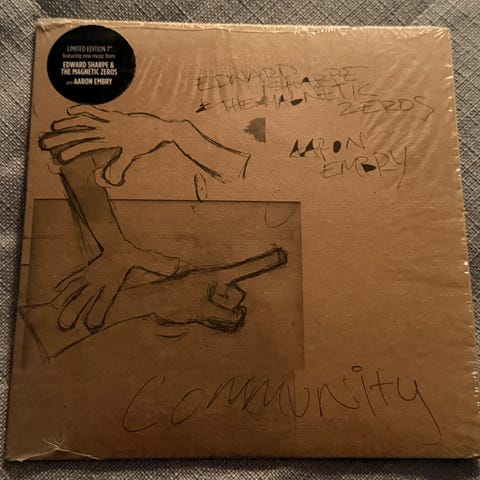 LIMITED EDITION 7"
featuring new music from
EDWARD SHARPE &
THE MAGNETIC ZEROS
AND AARON EMBRY
EDWARD SHARPE
& THE MAGNETIC
ZEROS
AARON
EMBRY
Community